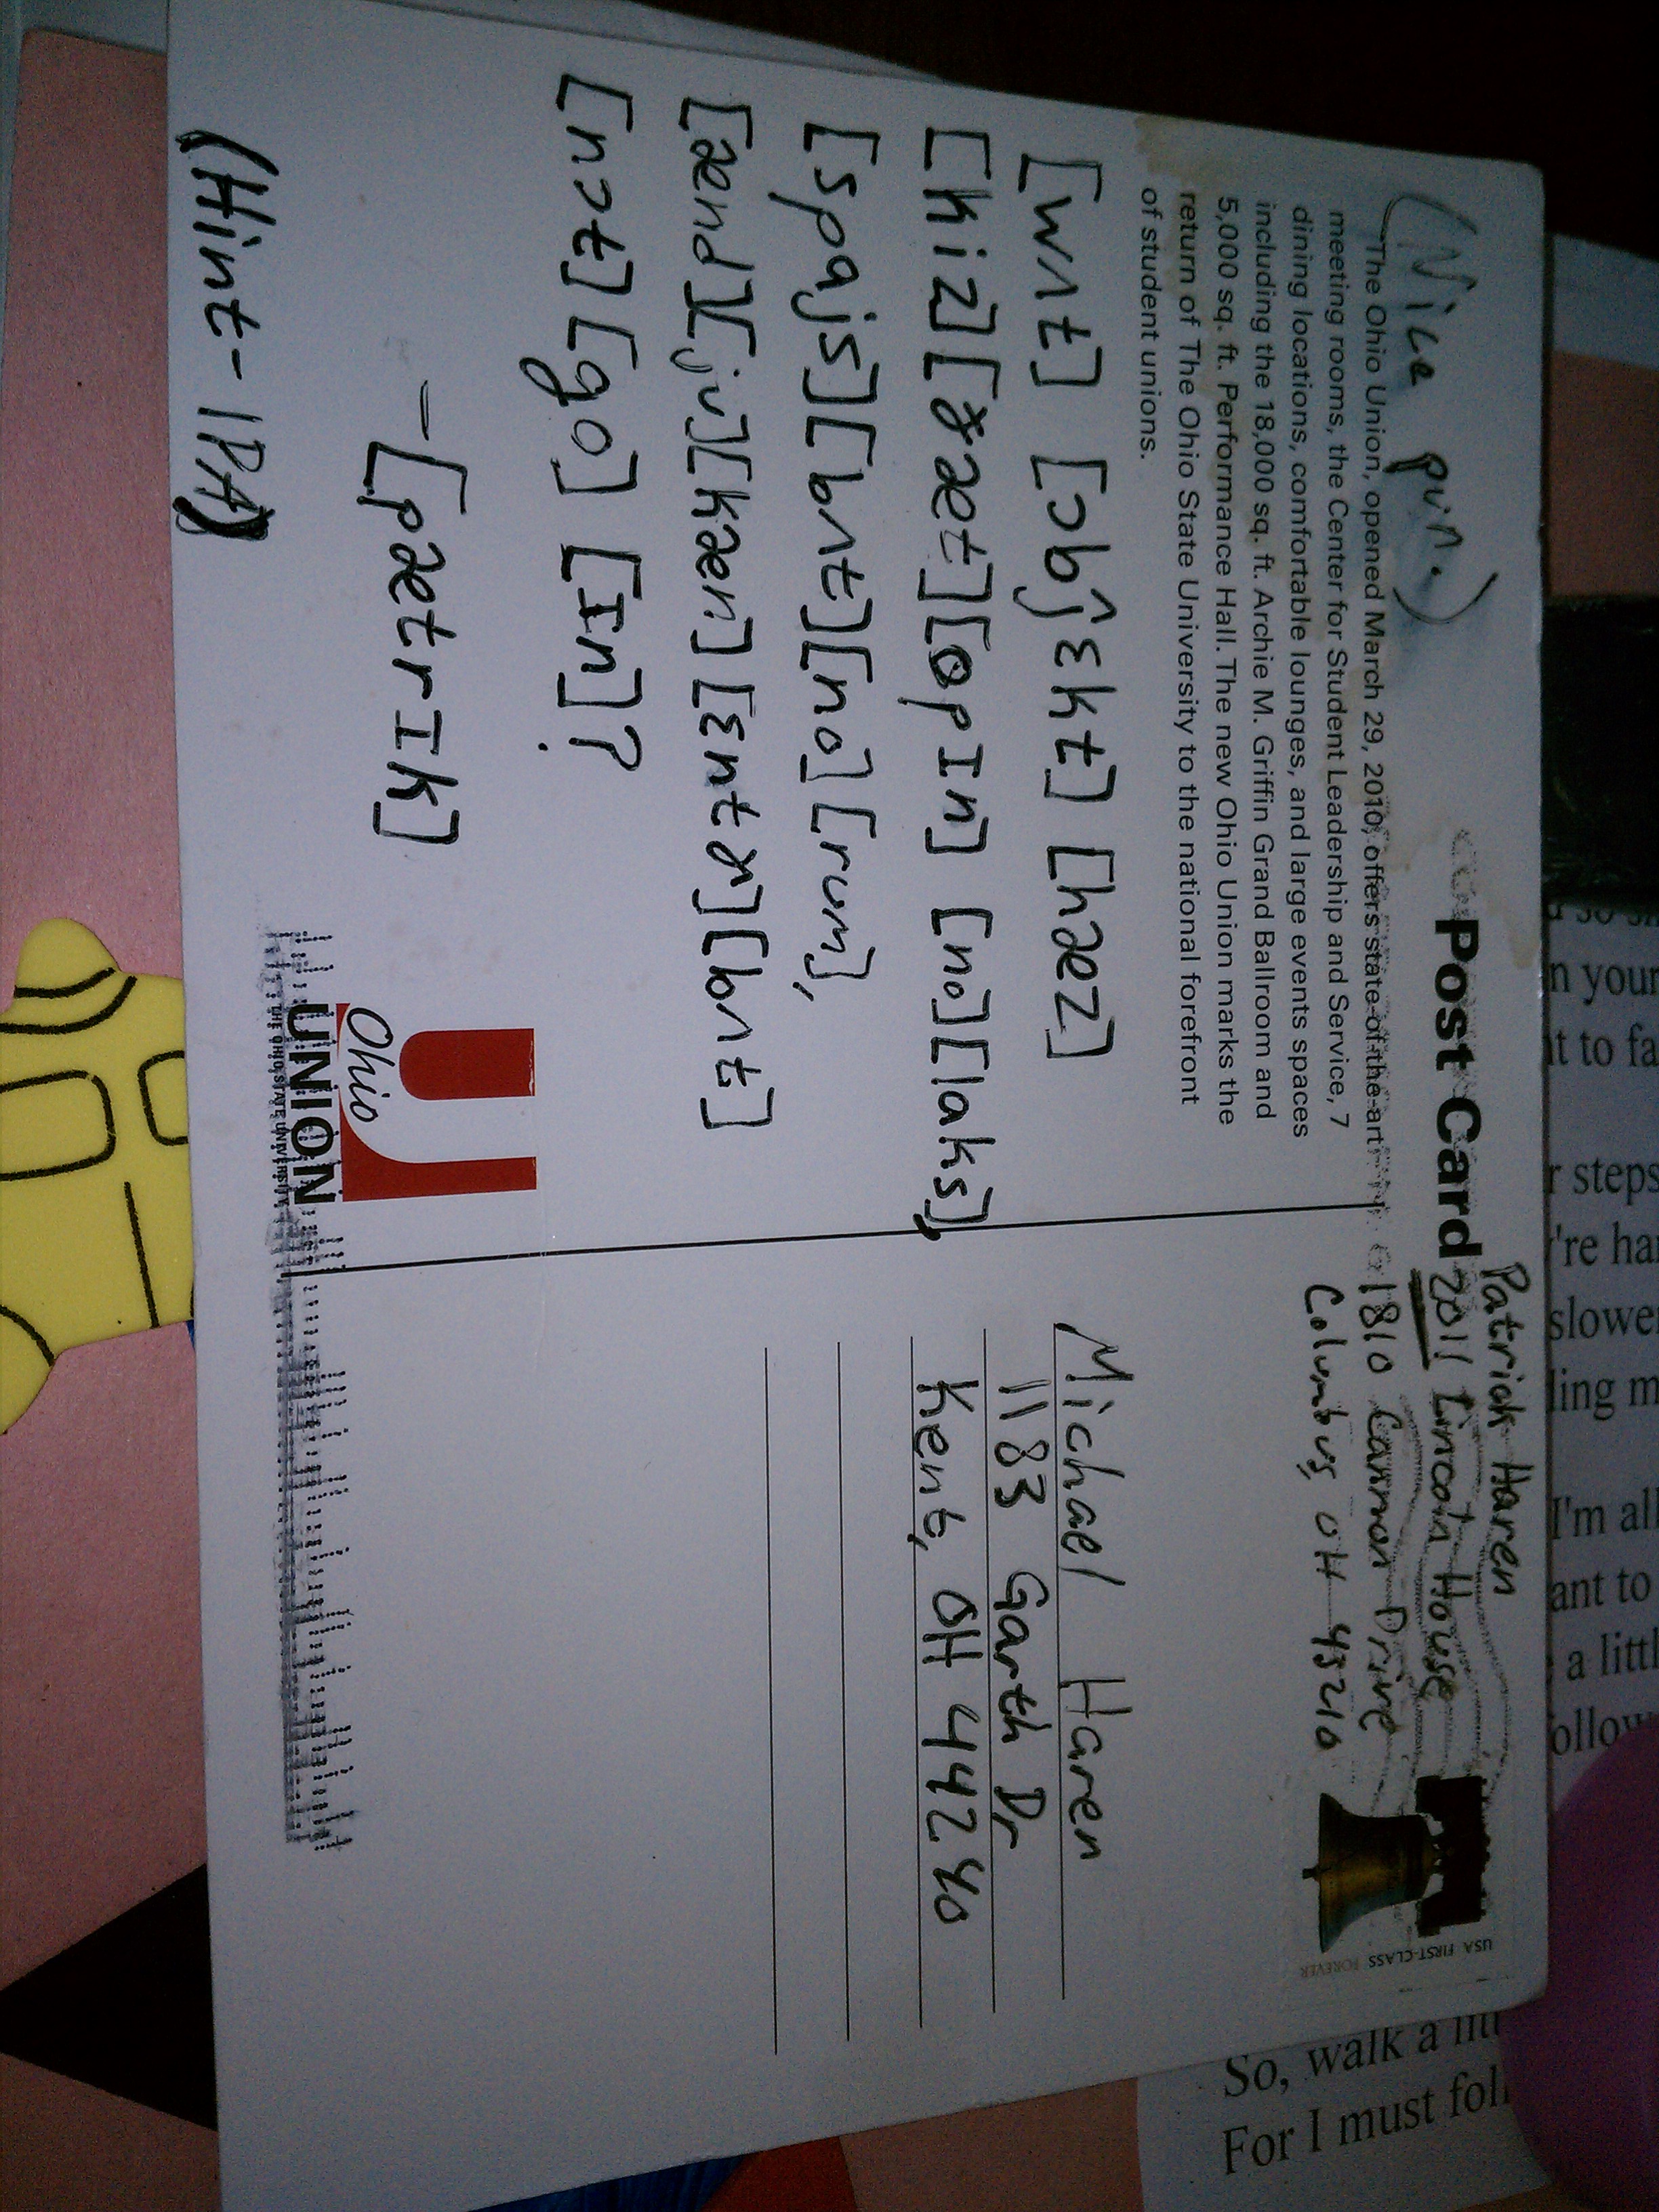 (Nice pun.)
Post Card
The Ohio Union, opened March 29, 2010, offers state-of-the-art
meeting rooms, the Center for Student Leadership and Service, 7
dining locations, comfortable lounges, and large events spaces
including the 18,000 sq. ft. Archie M. Griffin Grand Ballroom and
5,000 sq. ft. Performance Hall. The new Ohio Union marks the
return of The Ohio State University to the national forefront
of student unions.
[wʌt] [ɔbĵɛkt] [hæz]
[kiz] [ðæt] [opɪn] [no] [laks],
[spajs] [bʌt] [no] [rum],
[ænd] [ju] [kæn] [ɛntɚ] [bʌt]
[nɔt] [go] [ɪn]?
- [pætrɪk]
(Hint- IPA)
Ohio
UNION
THE OHIO STATE UNIVERSITY
Patrick Haren
2011 Lincoln House
1810 Cannon Drive
Columbus, OH 43210
USA FIRST-CLASS FOREVER
Michael Haren
1183 Garth Dr
Kent, OH 44240
n your
t to fa
r steps
're ha
slowe
ling m
I'm all
ant to
a littl
ollow
So, walk a litt
For I must foll